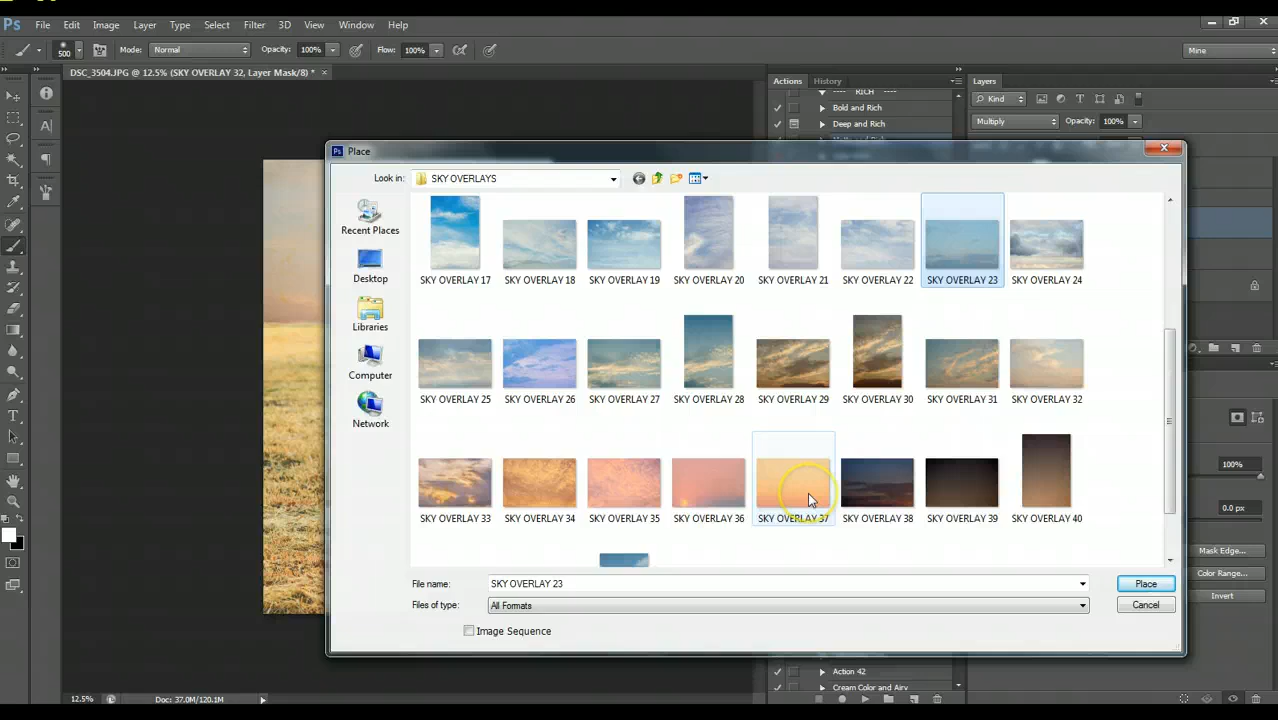 Ps File Edit Image Layer Type Select Filter 3D View Window Help
500 Mode: Normal Opacity: 100% Flow: 100% Mine
DSC_3504.JPG @ 12.5% (SKY OVERLAY 32, Layer Mask/8) * ×
Actions History
Layers
RICH
Kind
Bold and Rich
Multiply Opacity: 100%
Deep and Rich
Ps Place
Look in: SKY OVERLAYS
Recent Places
Desktop
Libraries
Computer
Network
SKY OVERLAY 17 SKY OVERLAY 18 SKY OVERLAY 19 SKY OVERLAY 20 SKY OVERLAY 21 SKY OVERLAY 22 SKY OVERLAY 23 SKY OVERLAY 24
SKY OVERLAY 25 SKY OVERLAY 26 SKY OVERLAY 27 SKY OVERLAY 28 SKY OVERLAY 29 SKY OVERLAY 30 SKY OVERLAY 31 SKY OVERLAY 32
SKY OVERLAY 33 SKY OVERLAY 34 SKY OVERLAY 35 SKY OVERLAY 36 SKY OVERLAY 37 SKY OVERLAY 38 SKY OVERLAY 39 SKY OVERLAY 40
File name: SKY OVERLAY 23 Place
Files of type: All Formats Cancel
Image Sequence
100%
0.0 px
Mask Edge...
Color Range...
Invert
Action 42
Cream Color and Airy
12.5% Doc: 37.0M/120.1M